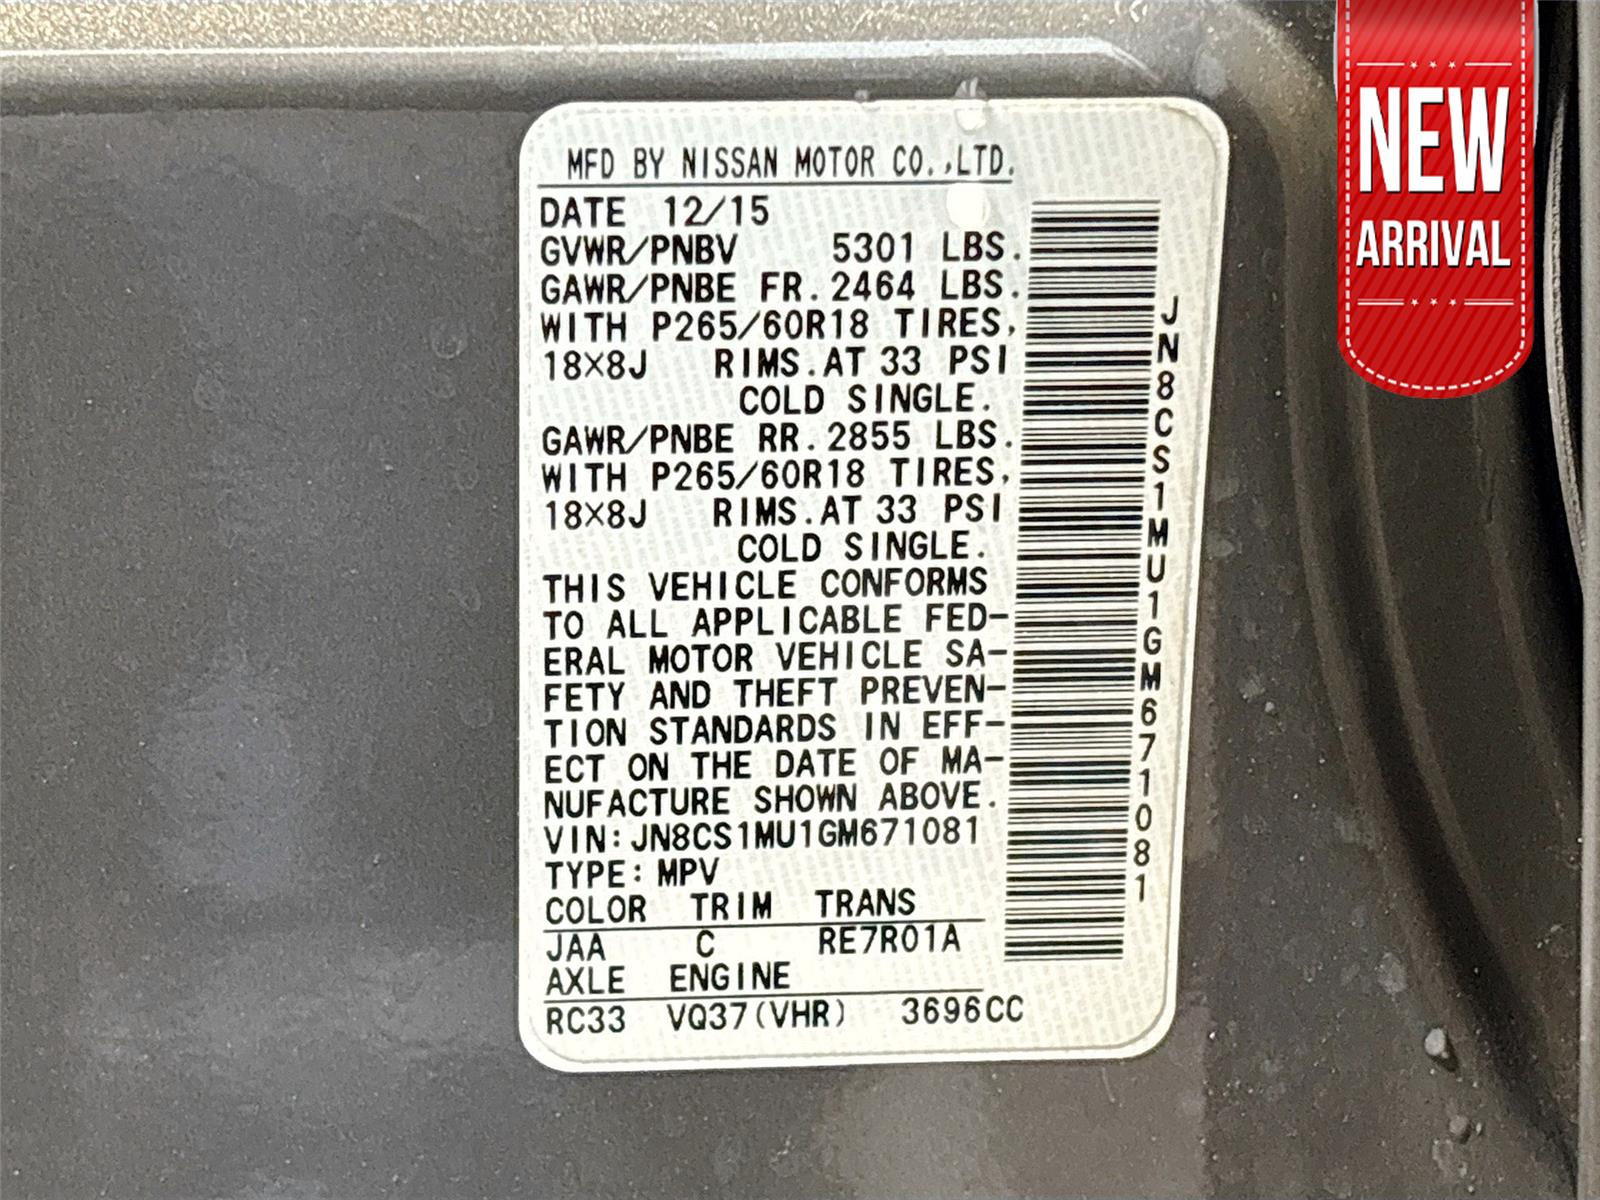 MFD BY NISSAN MOTOR CO.,LTD.
DATE 12/15
GVWR/PNBV 5301 LBS.
GAWR/PNBE FR. 2464 LBS.
WITH P265/60R18 TIRES,
18×8J RIMS. AT 33 PSI
COLD SINGLE.
GAWR/PNBE RR. 2855 LBS.
WITH P265/60R18 TIRES,
18×8J RIMS. AT 33 PSI
COLD SINGLE.
THIS VEHICLE CONFORMS
TO ALL APPLICABLE FED-
ERAL MOTOR VEHICLE SA-
FETY AND THEFT PREVEN-
TION STANDARDS IN EFF-
ECT ON THE DATE OF MA-
NUFACTURE SHOWN ABOVE.
VIN: JN8CS1MU1GM671081
TYPE: MPV
COLOR TRIM TRANS
JAA C RE7R01A
AXLE ENGINE
RC33 VQ37(VHR) 3696CC
JN8CS1MU1GM671081
NEW
ARRIVAL